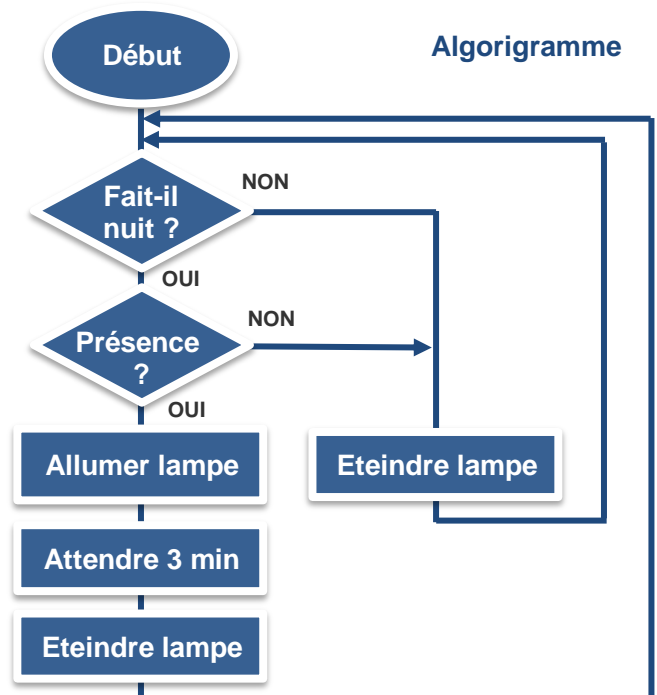 Début
Algorigramme
Fait-il
nuit ?
NON
OUI
Présence
?
NON
OUI
Allumer lampe
Eteindre lampe
Attendre 3 min
Eteindre lampe